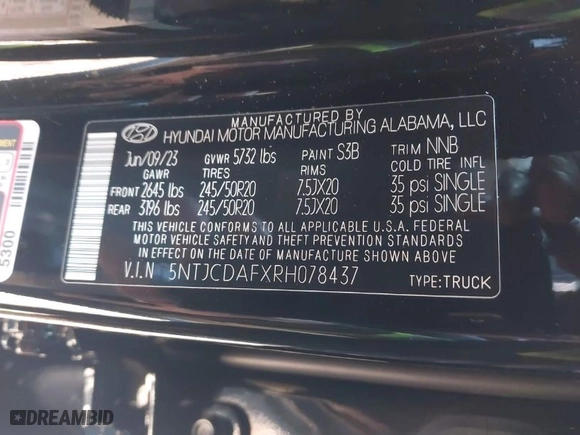 MANUFACTURED BY
HYUNDAI MOTOR MANUFACTURING ALABAMA, LLC
Jun/09/23 GVWR 5732 lbs PAINT S3B TRIM NNB
GAWR TIRES RIMS COLD TIRE INFL
FRONT 2645 lbs 245/50R20 7.5JX20 35 psi SINGLE
REAR 3196 lbs 245/50R20 7.5JX20 35 psi SINGLE
THIS VEHICLE CONFORMS TO ALL APPLICABLE U.S.A. FEDERAL
MOTOR VEHICLE SAFETY AND BUMPER AND THEFT PREVENTION
STANDARDS IN EFFECT ON THE DATE OF MANUFACTURE SHOWN ABOVE.
V.I.N 5NTJCDAFXRH078437 TYPE:TRUCK
5300
DREAMBID